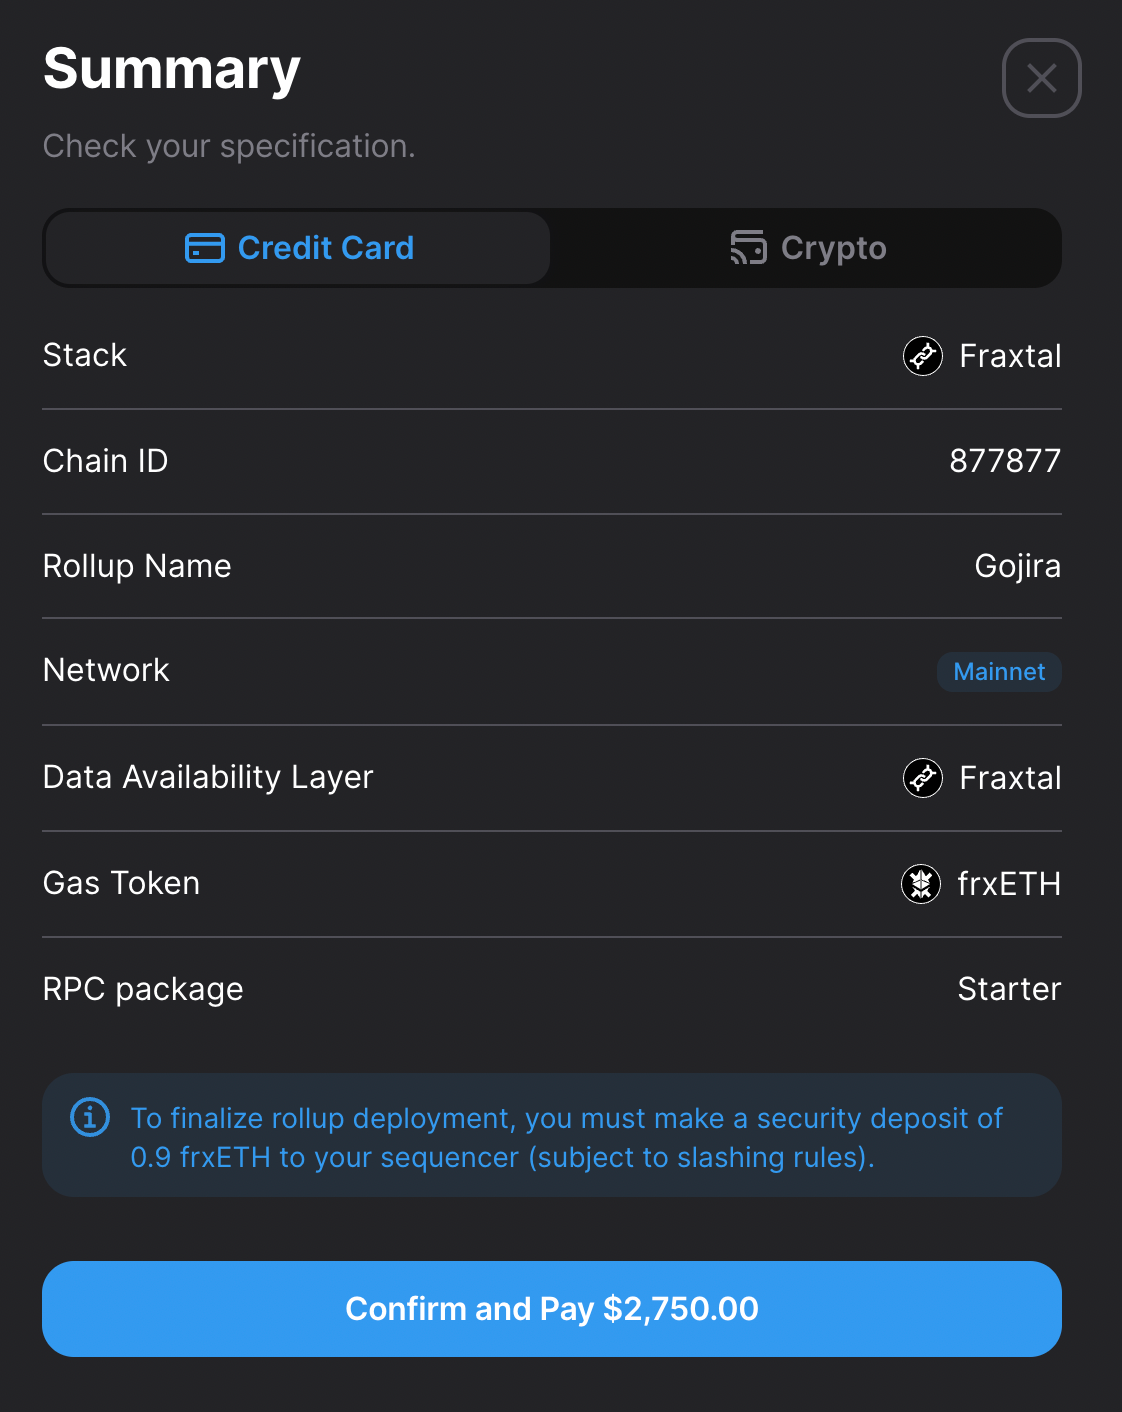 Summary
Check your specification.
Credit Card
Crypto
Stack
Fraxtal
Chain ID
877877
Rollup Name
Gojira
Network
Mainnet
Data Availability Layer
Fraxtal
Gas Token
frxETH
RPC package
Starter
To finalize rollup deployment, you must make a security deposit of
0.9 frxETH to your sequencer (subject to slashing rules).
Confirm and Pay $2,750.00